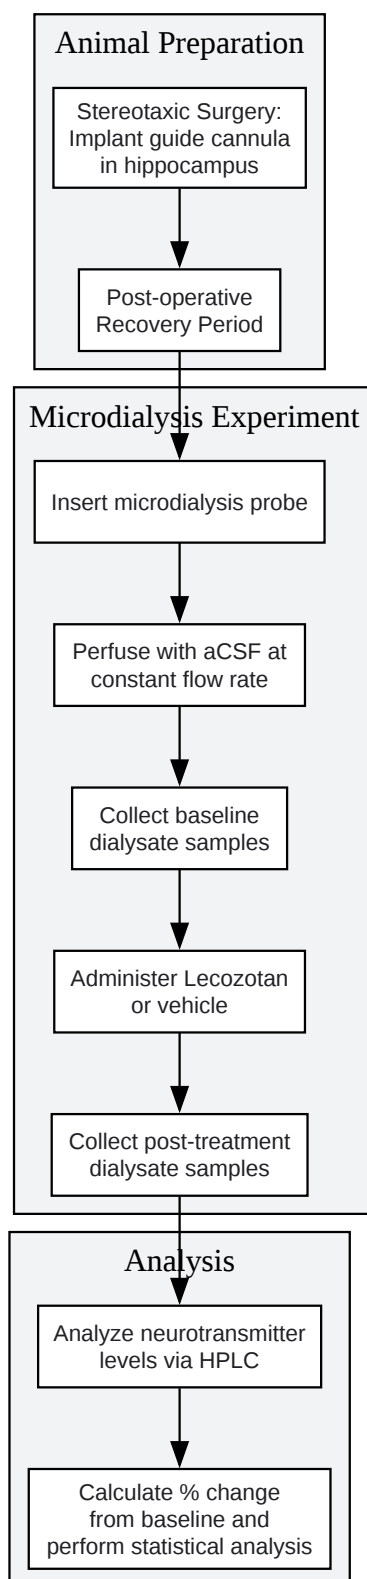 Animal Preparation
Stereotaxic Surgery:
Implant guide cannula
in hippocampus
Post-operative
Recovery Period
Microdialysis Experiment
Insert microdialysis probe
Perfuse with aCSF at
constant flow rate
Collect baseline
dialysate samples
Administer Lecozotan
or vehicle
Collect post-treatment
dialysate samples
Analysis
Analyze neurotransmitter
levels via HPLC
Calculate % change
from baseline and
perform statistical analysis